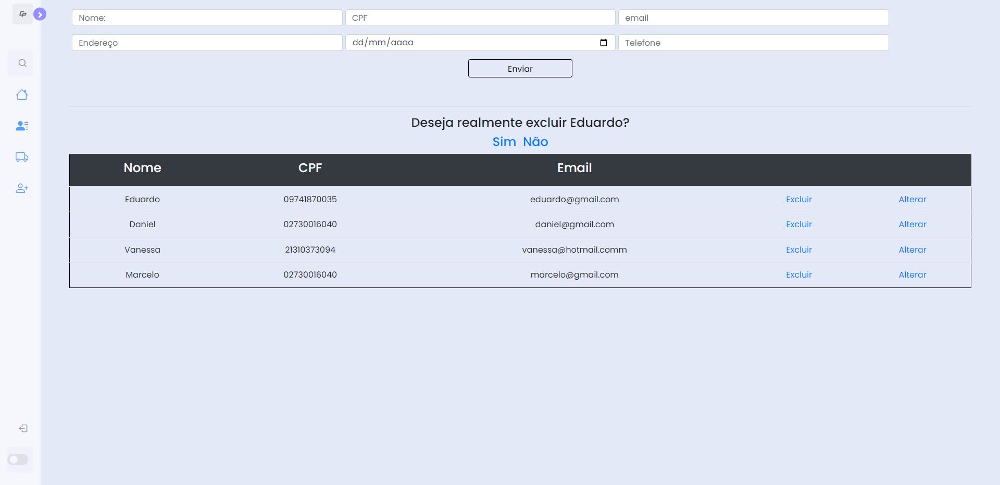 Nome: CPF email
Endereço dd/mm/aaaa Telefone
Enviar
Deseja realmente excluir Eduardo?
Sim Não
Nome CPF Email
Eduardo 09741870035 eduardo@gmail.com Excluir Alterar
Daniel 02730016040 daniel@gmail.com Excluir Alterar
Vanessa 21310373094 vanessa@hotmail.comm Excluir Alterar
Marcelo 02730016040 marcelo@gmail.com Excluir Alterar